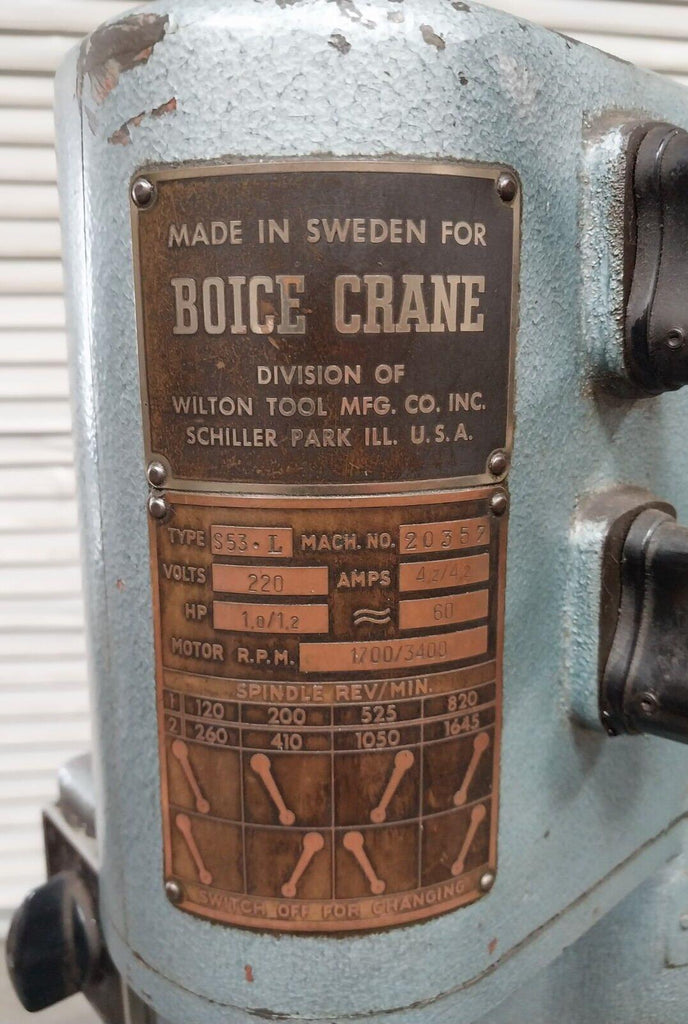 MADE IN SWEDEN FOR
BOICE CRANE
DIVISION OF
WILTON TOOL MFG. CO. INC.
SCHILLER PARK ILL. U.S.A.
TYPE S53·L MACH. NO. 20357
VOLTS 220 AMPS 4,2/4,2
HP 1,0/1,2 ≈ 60
MOTOR R.P.M. 1700/3400
SPINDLE REV/MIN.
1 120 200 525 820
2 260 410 1050 1645
SWITCH OFF FOR CHANGING